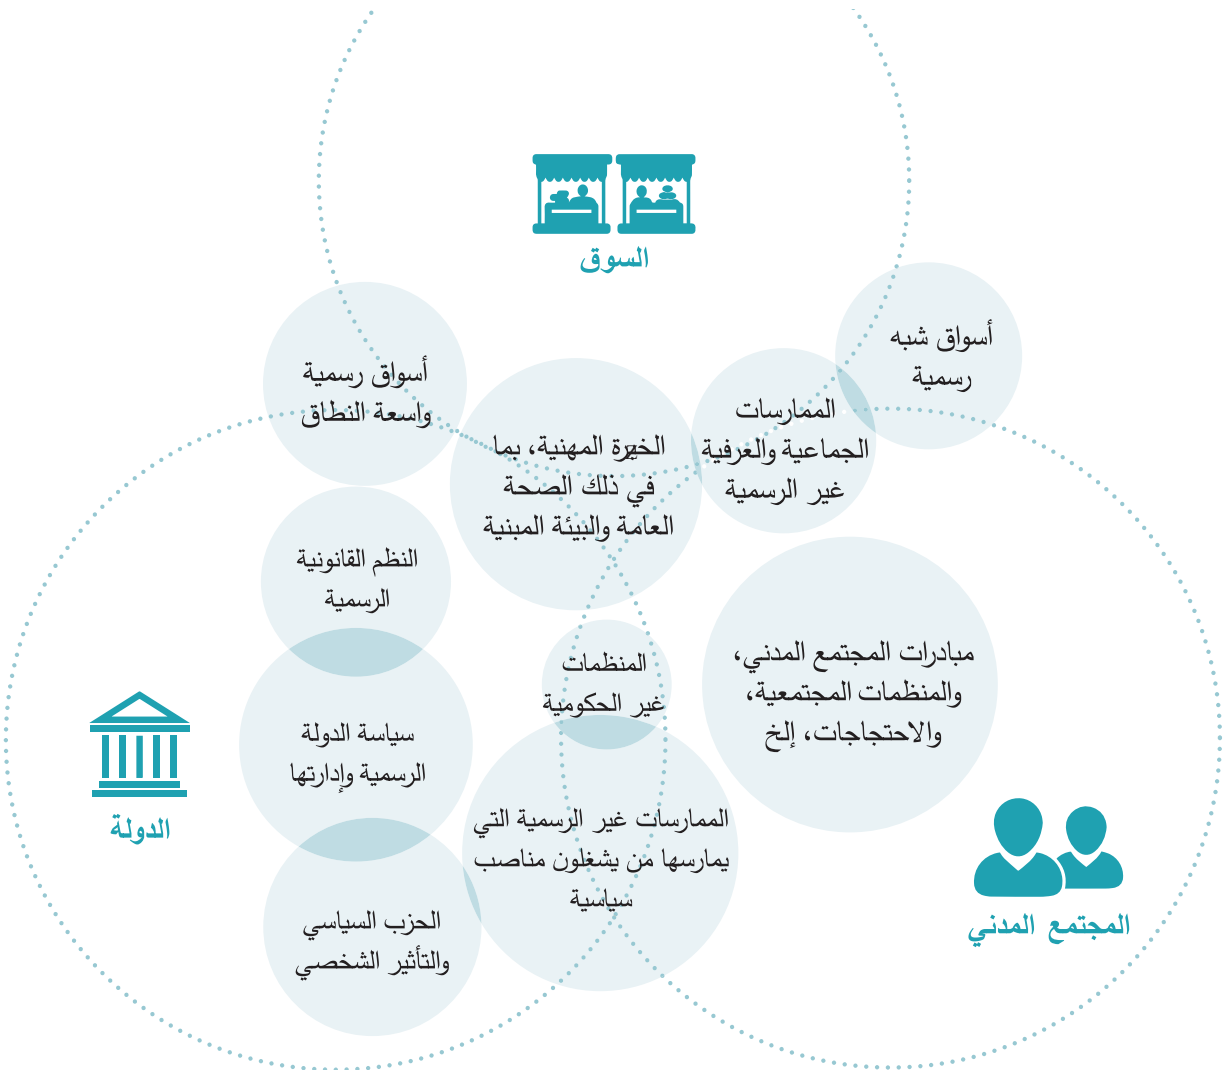 السوق
أسواق شبه
رسمية
أسواق رسمية
واسعة النطاق
الممارسات
الجماعية والعرفية
غير الرسمية
الخبرة المهنية، بما
في ذلك الصحة
العامة والبيئة المبنية
النظم القانونية
الرسمية
المنظمات
غير الحكومية
مبادرات المجتمع المدني،
والمنظمات المجتمعية،
والاحتجاجات، إلخ
سياسة الدولة
الرسمية وإدارتها
الدولة
الممارسات غير الرسمية التي
يمارسها من يشغلون مناصب
سياسية
الحزب السياسي
والتأثير الشخصي
المجتمع المدني